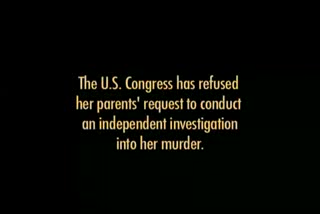 The U.S. Congress has refused
her parents' request to conduct
an independent investigation
into her murder.